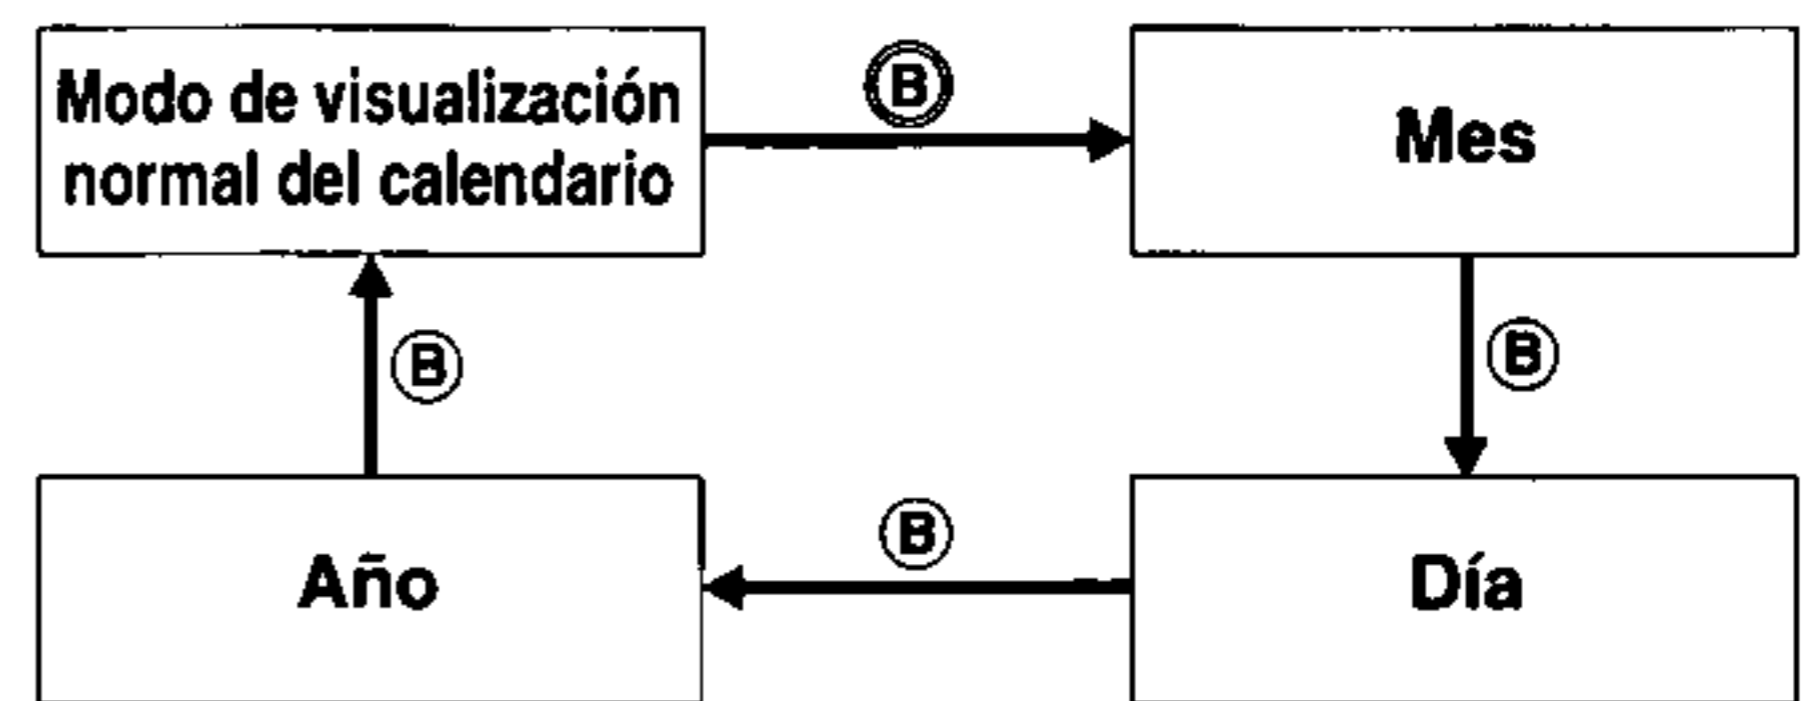 Modo de visualización
normal del calendario
B
Mes
B
B
Año
B
Día